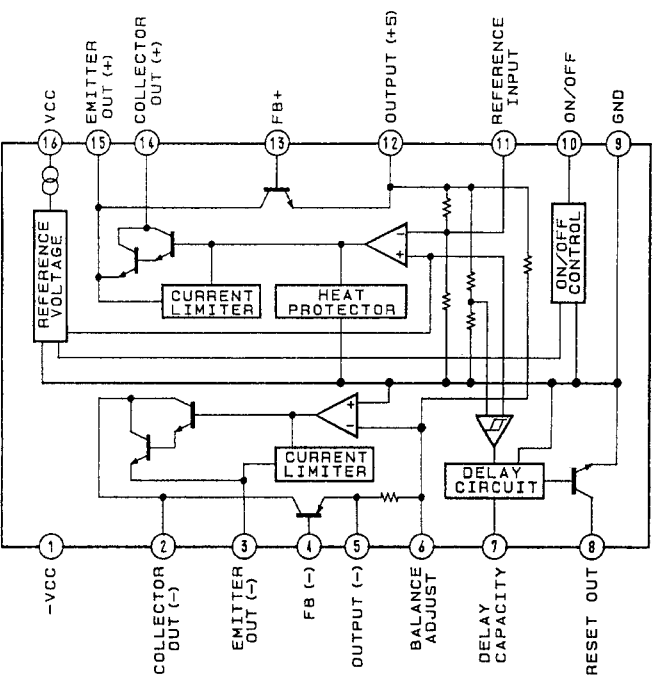 VCC
EMITTER
OUT (+)
COLLECTOR
OUT (+)
FB+
OUTPUT (+5)
REFERENCE
INPUT
ON/OFF
GND
16
15
14
13
12
11
10
9
REFERENCE
VOLTAGE
CURRENT
LIMITER
HEAT
PROTECTOR
-
+
ON/OFF
CONTROL
+
-
CURRENT
LIMITER
DELAY
CIRCUIT
1
2
3
4
5
6
7
8
-VCC
COLLECTOR
OUT (-)
EMITTER
OUT (-)
FB (-)
OUTPUT (-)
BALANCE
ADJUST
DELAY
CAPACITY
RESET OUT